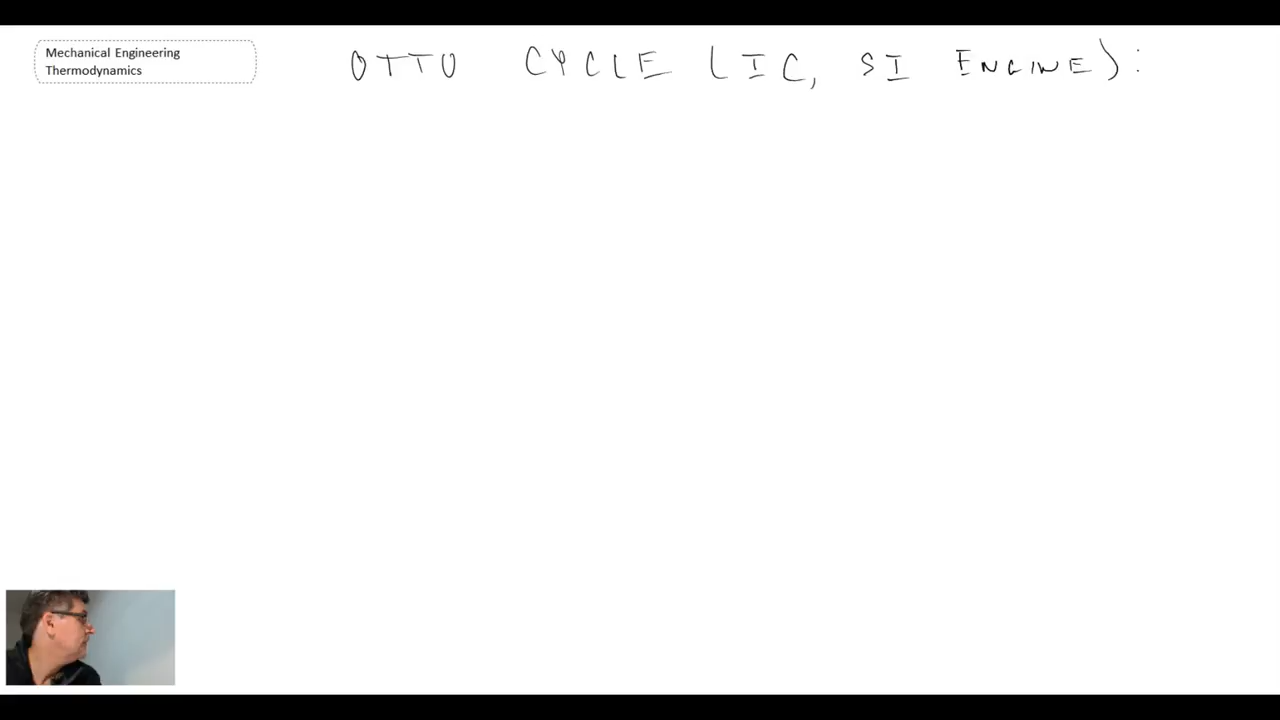 Mechanical Engineering
Thermodynamics
OTTO CYCLE (IC, SI ENGINE):